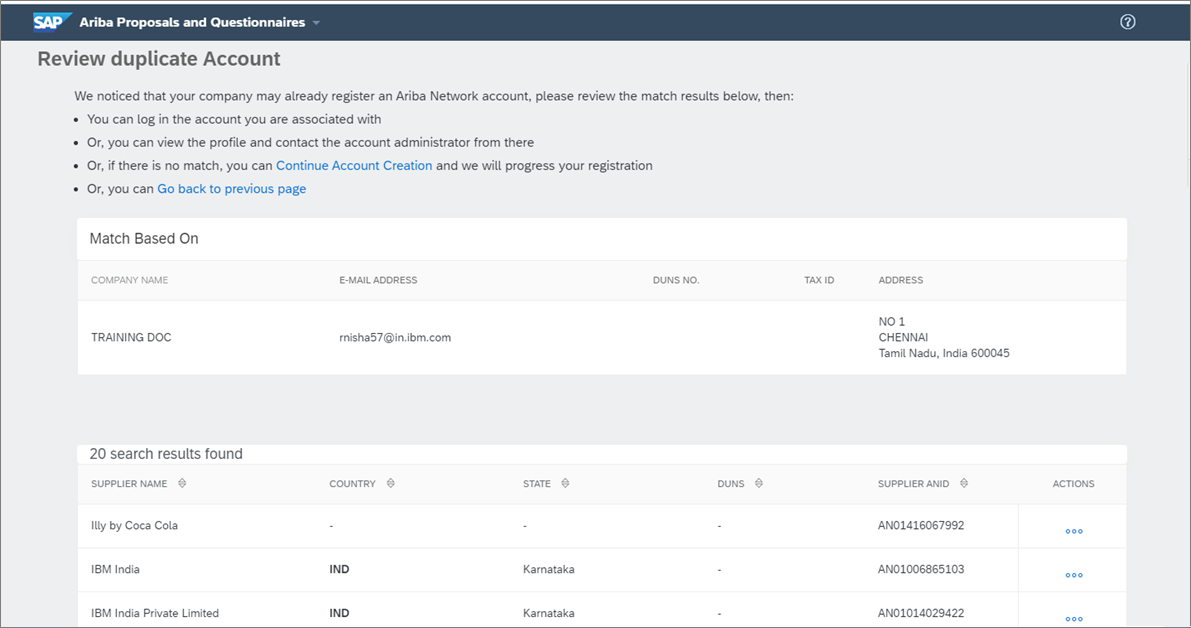 SAP Ariba Proposals and Questionnaires
Review duplicate Account
We noticed that your company may already register an Ariba Network account, please review the match results below, then:
• You can log in the account you are associated with
• Or, you can view the profile and contact the account administrator from there
• Or, if there is no match, you can Continue Account Creation and we will progress your registration
• Or, you can Go back to previous page
Match Based On
COMPANY NAME E-MAIL ADDRESS DUNS NO. TAX ID ADDRESS
NO 1
TRAINING DOC rnisha57@in.ibm.com CHENNAI
Tamil Nadu, India 600045
20 search results found
SUPPLIER NAME COUNTRY STATE DUNS SUPPLIER ANID ACTIONS
Illy by Coca Cola - - - AN01416067992
IBM India IND Karnataka - AN01006865103
IBM India Private Limited IND Karnataka - AN01014029422